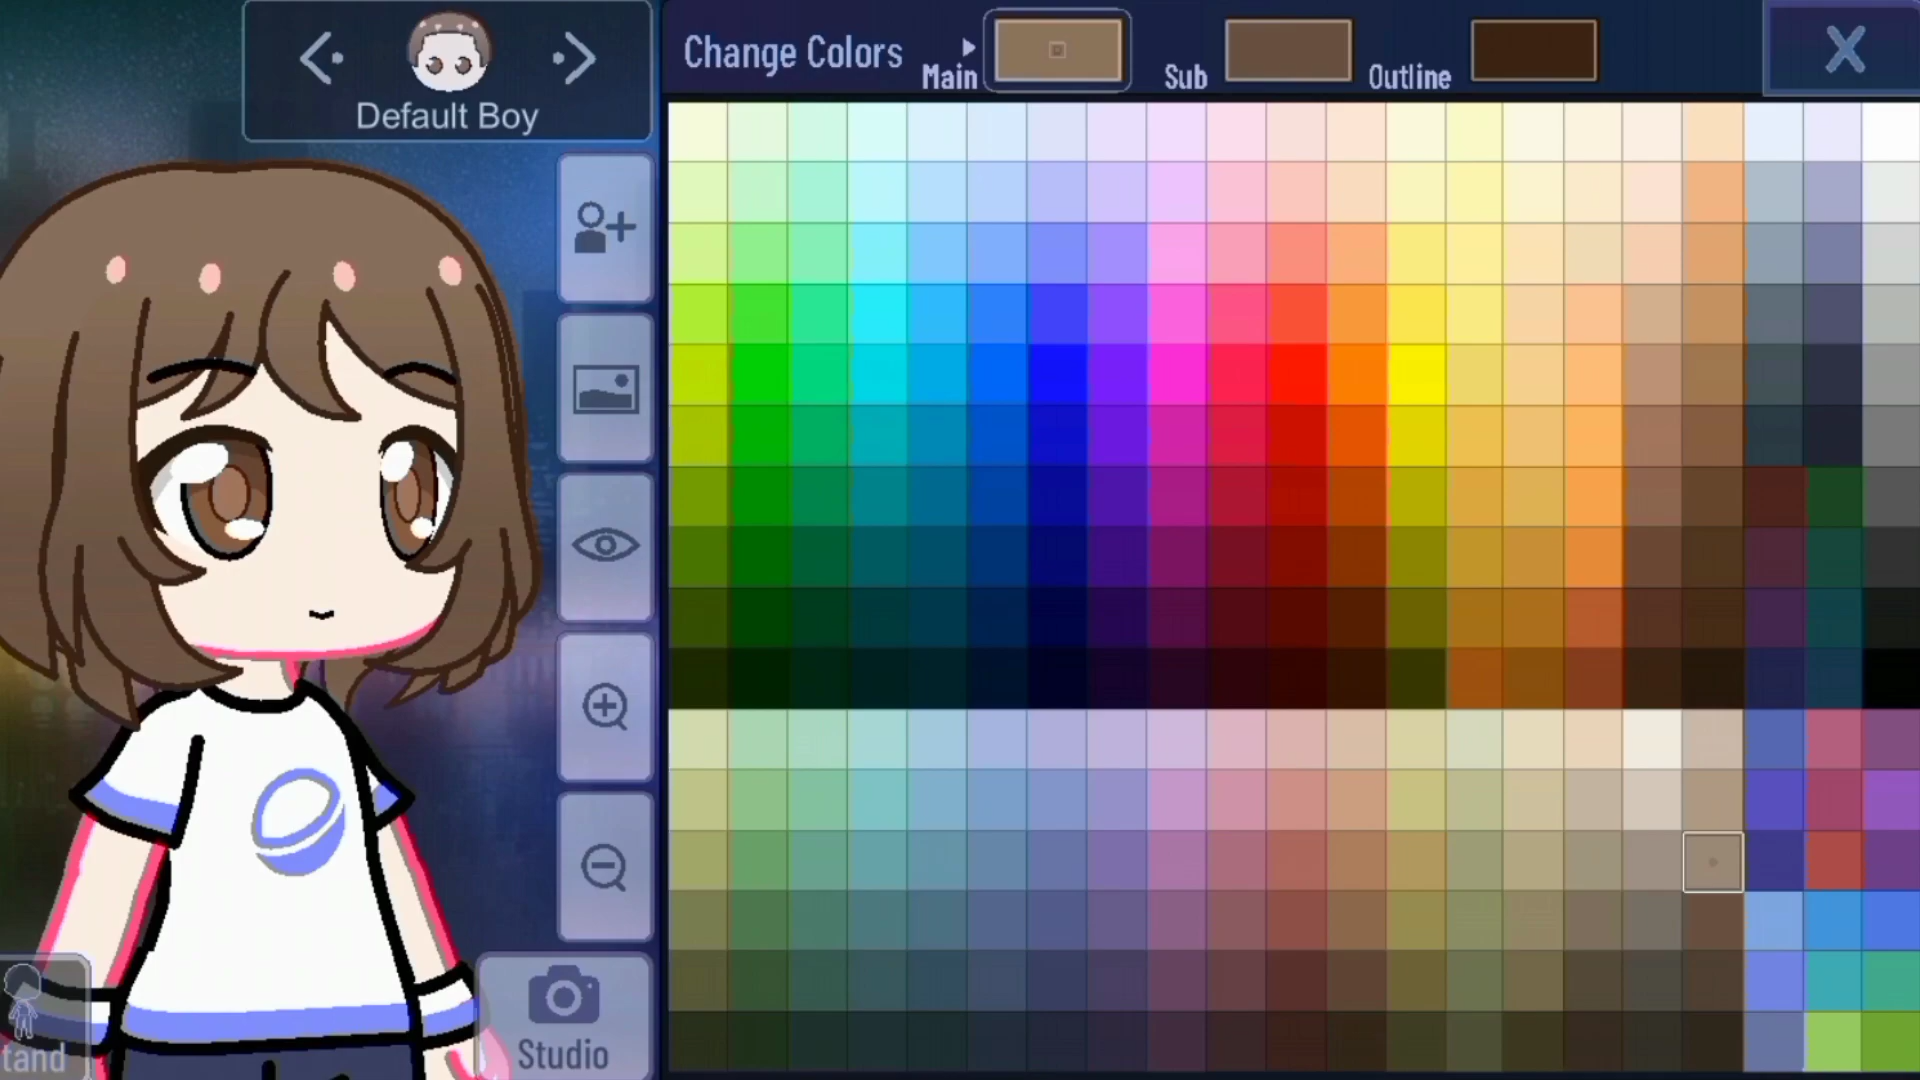 Default Boy
Change Colors
Main
Sub
Outline
X
Studio
tand